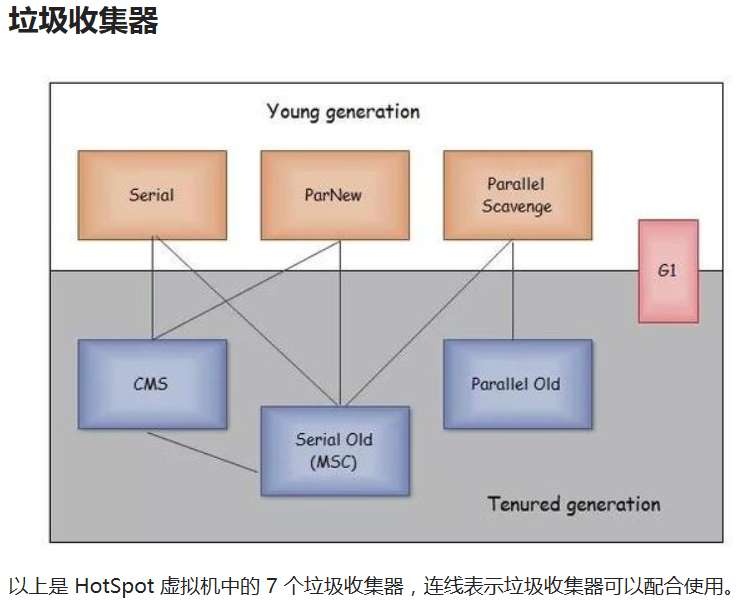 垃圾收集器
Young generation
Serial
ParNew
Parallel
Scavenge
G1
CMS
Serial Old
(MSC)
Parallel Old
Tenured generation
以上是 HotSpot 虚拟机中的 7 个垃圾收集器，连线表示垃圾收集器可以配合使用。